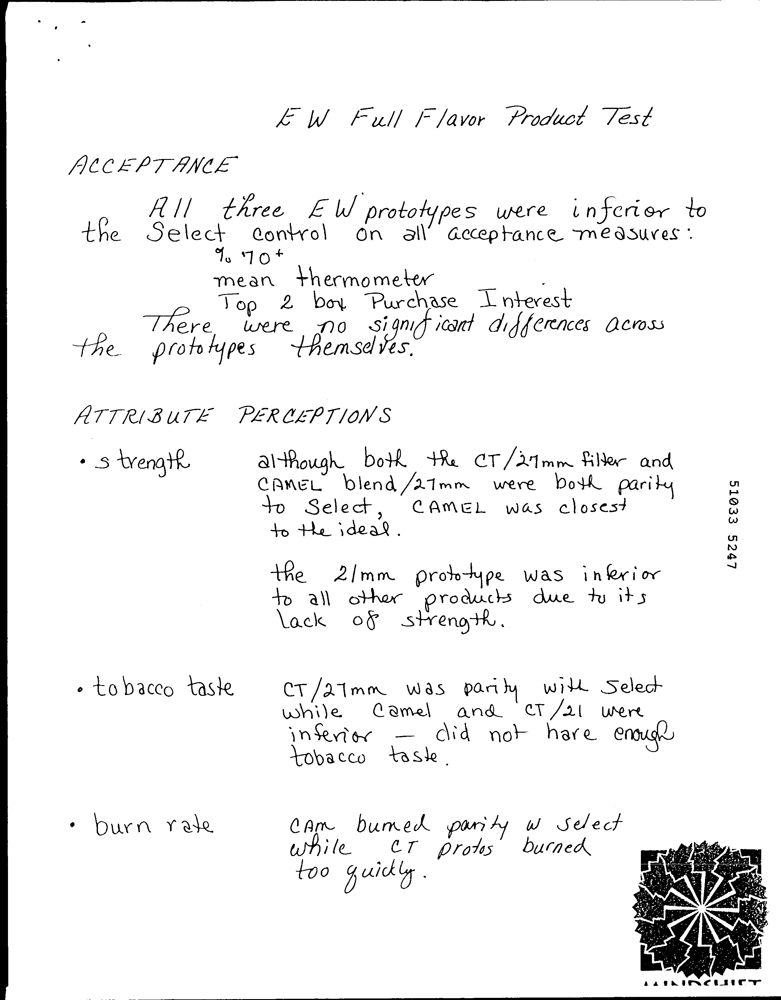 EW Full Flavor Product Test
ACCEPTANCE
All three EW prototypes were inferior to
the Select control on all acceptance measures:
% 70+
mean thermometer
Top 2 box Purchase Interest
There were no significant differences across
the prototypes themselves.
ATTRIBUTE PERCEPTIONS
• strength although both the CT/27mm filter and
CAMEL blend/27mm were both parity
to Select, CAMEL was closest
to the ideal.
the 21mm prototype was inferior
to all other products due to its
lack of strength.
• tobacco taste CT/27mm was parity with Select
while Camel and CT/21 were
inferior — did not have enough
tobacco taste.
• burn rate CAM burned parity w select
while CT protos burned
too quickly.
51033 5247
MINDSHIFT